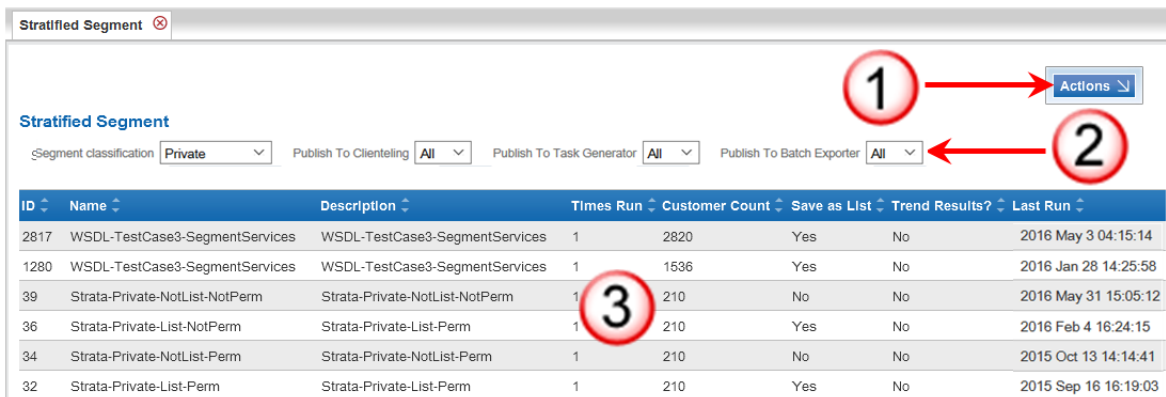 Stratified Segment
1
Actions
Stratified Segment
2
Segment classification Private Publish To Clienteling All Publish To Task Generator All Publish To Batch Exporter All
ID Name Description Times Run Customer Count Save as List Trend Results? Last Run
2817 WSDL-TestCase3-SegmentServices WSDL-TestCase3-SegmentServices 1 2820 Yes No 2016 May 3 04:15:14
1280 WSDL-TestCase3-SegmentServices WSDL-TestCase3-SegmentServices 1 1536 Yes No 2016 Jan 28 14:25:58
39 Strata-Private-NotList-NotPerm Strata-Private-NotList-NotPerm 1 210 No No 2016 May 31 15:05:12
3
36 Strata-Private-List-NotPerm Strata-Private-List-Perm 1 210 Yes No 2016 Feb 4 16:24:15
34 Strata-Private-NotList-Perm Strata-Private-NotList-Perm 1 210 No No 2015 Oct 13 14:14:41
32 Strata-Private-List-Perm Strata-Private-List-Perm 1 210 Yes No 2015 Sep 16 16:19:03